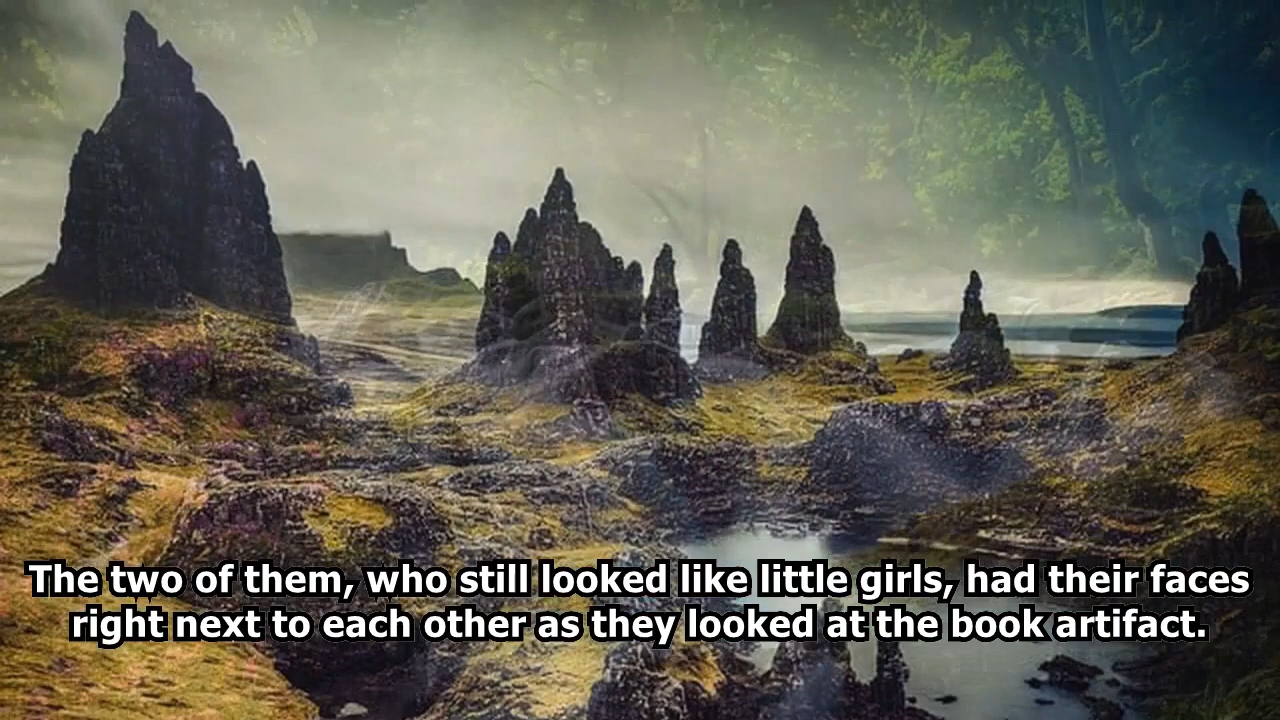 The two of them, who still looked like little girls, had their faces
right next to each other as they looked at the book artifact.